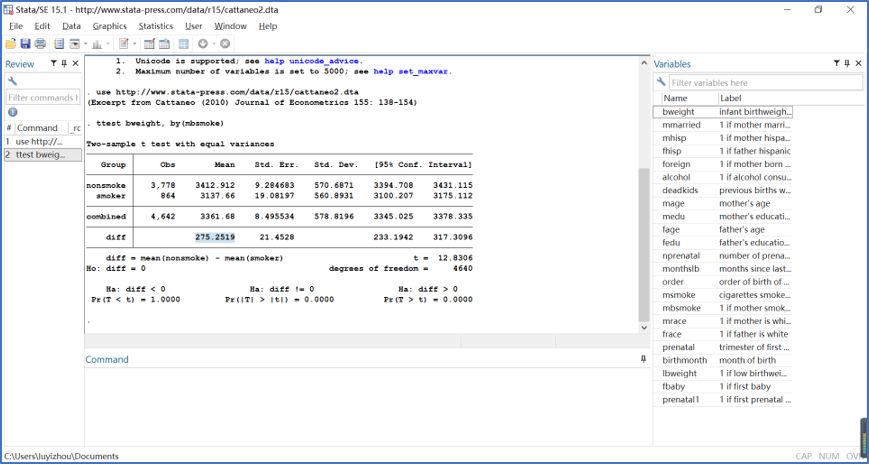 Stata/SE 15.1 - http://www.stata-press.com/data/r15/cattaneo2.dta
File Edit Data Graphics Statistics User Window Help
Review
Filter commands h
# Command _rc
1 use http://...
2 ttest bweig...
1. Unicode is supported; see help unicode_advice.
2. Maximum number of variables is set to 5000; see help set_maxvar.
. use http://www.stata-press.com/data/r15/cattaneo2.dta
(Excerpt from Cattaneo (2010) Journal of Econometrics 155: 138-154)
. ttest bweight, by(mbsmoke)
Two-sample t test with equal variances
Group Obs Mean Std. Err. Std. Dev. [95% Conf. Interval]
nonsmoke 3,778 3412.912 9.284683 570.6871 3394.708 3431.115
smoker 864 3137.66 19.08197 560.8931 3100.207 3175.112
combined 4,642 3361.68 8.495534 578.8196 3345.025 3378.335
diff 275.2519 21.4528 233.1942 317.3096
diff = mean(nonsmoke) - mean(smoker) t = 12.8306
Ho: diff = 0 degrees of freedom = 4640
Ha: diff < 0 Ha: diff != 0 Ha: diff > 0
Pr(T < t) = 1.0000 Pr(|T| > |t|) = 0.0000 Pr(T > t) = 0.0000
.
Command
Variables
Filter variables here
Name Label
bweight infant birthweigh...
mmarried 1 if mother marri...
mhisp 1 if mother hispa...
fhisp 1 if father hispanic
foreign 1 if mother born ...
alcohol 1 if alcohol consu...
deadkids previous births w...
mage mother's age
medu mother's educati...
fage father's age
fedu father's educatio...
nprenatal number of prena...
monthslb months since last...
order order of birth of ...
msmoke cigarettes smoke...
mbsmoke 1 if mother smok...
mrace 1 if mother is whi...
frace 1 if father is white
prenatal trimester of first ...
birthmonth month of birth
lbweight 1 if low birthwei...
fbaby 1 if first baby
prenatal1 1 if first prenatal ...
C:\Users\luyizhou\Documents
CAP NUM OVR